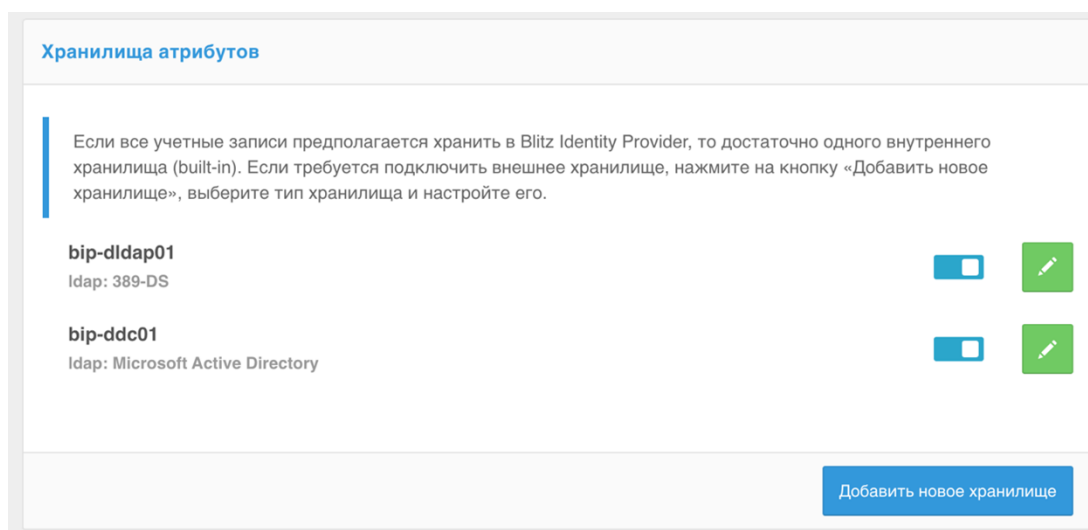 Хранилища атрибутов
Если все учетные записи предполагается хранить в Blitz Identity Provider, то достаточно одного внутреннего
хранилища (built-in). Если требуется подключить внешнее хранилище, нажмите на кнопку «Добавить новое
хранилище», выберите тип хранилища и настройте его.
bip-dldap01
ldap: 389-DS
bip-ddc01
ldap: Microsoft Active Directory
Добавить новое хранилище